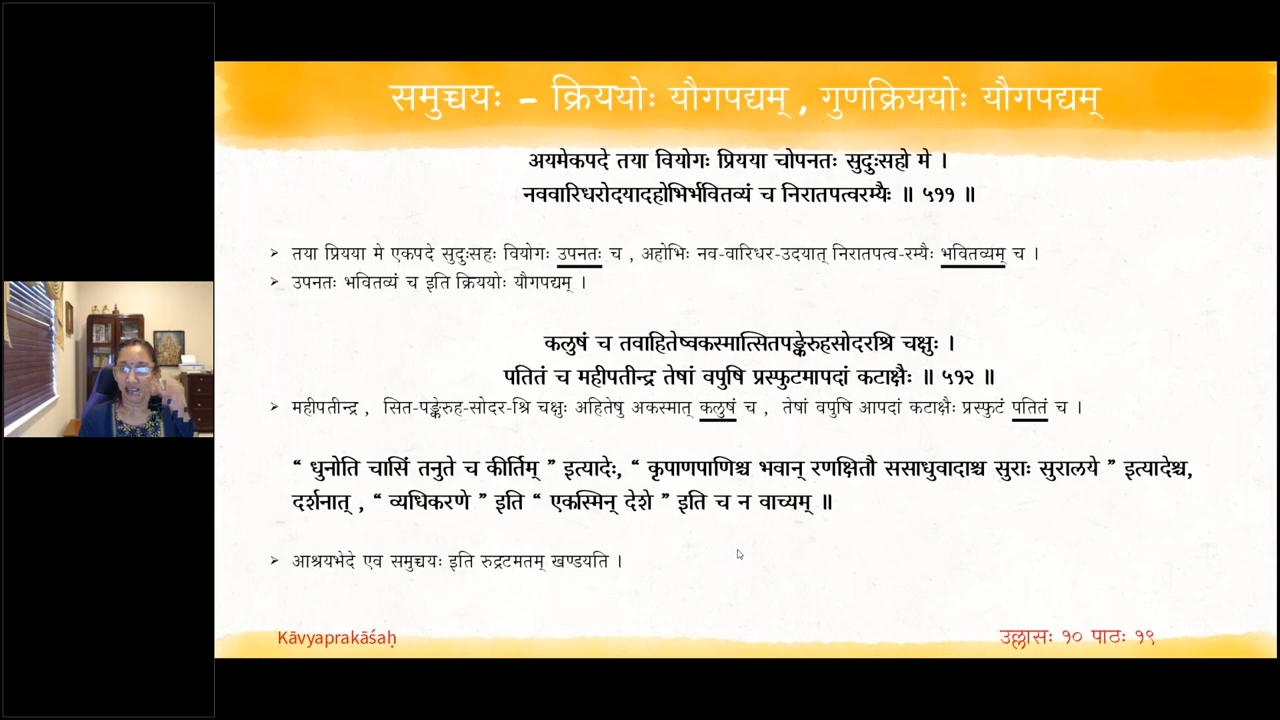 समुच्चयः - क्रिययोः यौगपद्यम् , गुणक्रिययोः यौगपद्यम्
अयमेकपदे तया वियोगः प्रियया चोपनतः सुदुःसहो मे ।
नववारिधरोदयादहोभिर्भवितव्यं च निरातपत्वरम्यैः ॥ ५११ ॥
➢ तया प्रियया मे एकपदे सुदुःसहः वियोगः उपनतः च , अहोभिः नव-वारिधर-उदयात् निरातपत्व-रम्यैः भवितव्यम् च ।
➢ उपनतः भवितव्यं च इति क्रिययोः यौगपद्यम् ।
कलुषं च तवाहितेष्वकस्मात्सितपङ्केरुहसोदरश्रि चक्षुः ।
पतितं च महीपतीन्द्र तेषां वपुषि प्रस्फुटमापदां कटाक्षैः ॥ ५१२ ॥
➢ महीपतीन्द्र , सित-पङ्केरुह-सोदर-श्रि चक्षुः अहितेषु अकस्मात् कलुषं च , तेषां वपुषि आपदां कटाक्षैः प्रस्फुटं पतितं च ।
“ धुनोति चासिं तनुते च कीर्तिम् ” इत्यादेः, “ कृपाणपाणिश्च भवान् रणक्षितौ ससाधुवादाश्च सुराः सुरालये ” इत्यादेश्च,
दर्शनात् , “ व्यधिकरणे ” इति “ एकस्मिन् देशे ” इति च न वाच्यम् ॥
➢ आश्रयभेदे एव समुच्चयः इति रुद्रटमतम् खण्डयति ।
Kāvyaprakāśaḥ उल्लासः १० पाठः १९